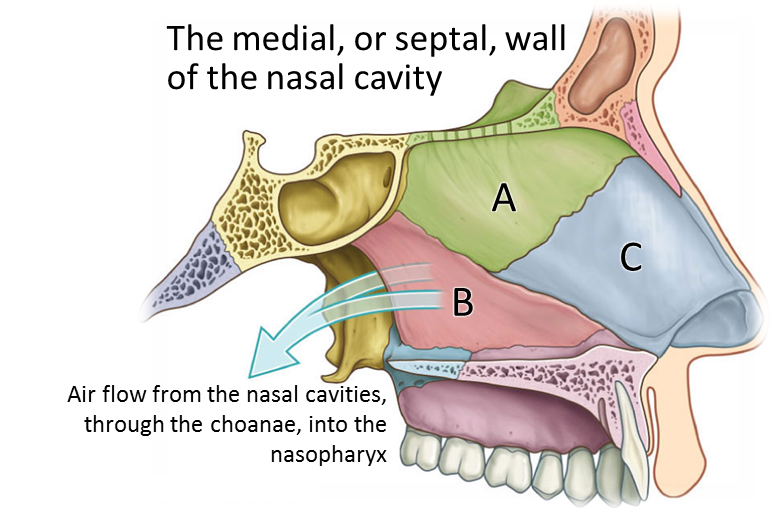 The medial, or septal, wall
of the nasal cavity
A
C
B
Air flow from the nasal cavities,
through the choanae, into the
nasopharyx